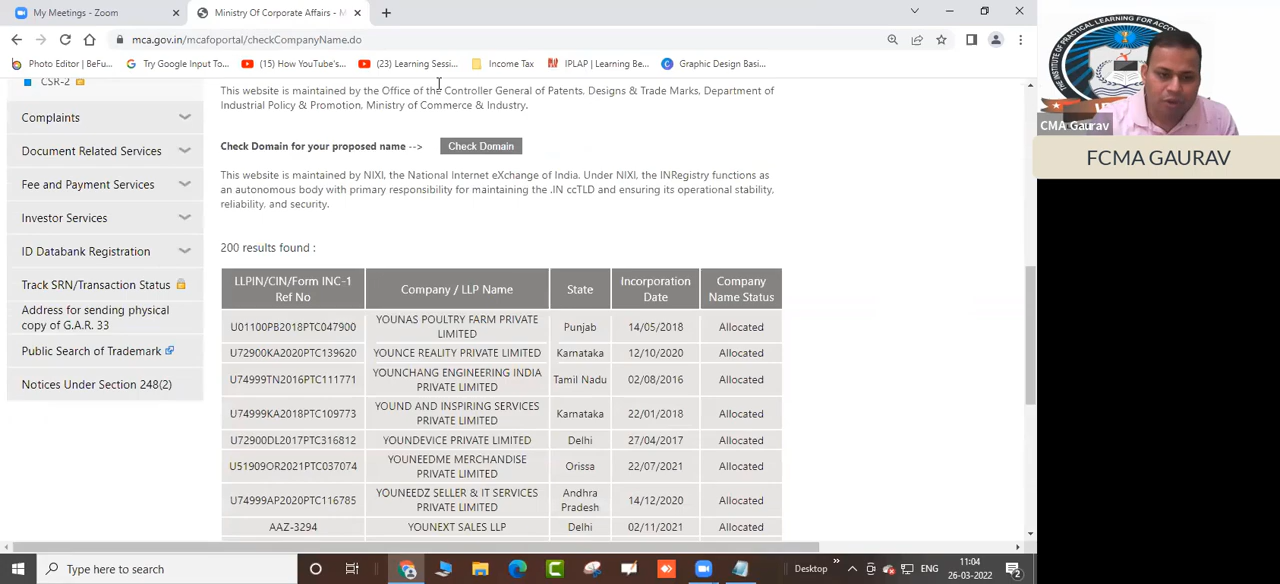 My Meetings - Zoom
Ministry Of Corporate Affairs - M
mca.gov.in/mcafoportal/checkCompanyName.do
Photo Editor | BeFu...
Try Google Input To...
(15) How YouTube's...
(23) Learning Sessi...
Income Tax
IPLAP | Learning Be...
Graphic Design Basi...
CSR-2
Complaints
Document Related Services
Fee and Payment Services
Investor Services
ID Databank Registration
Track SRN/Transaction Status
Address for sending physical
copy of G.A.R. 33
Public Search of Trademark
Notices Under Section 248(2)
This website is maintained by the Office of the Controller General of Patents. Designs & Trade Marks, Department of
Industrial Policy & Promotion, Ministry of Commerce & Industry.
Check Domain for your proposed name --> Check Domain
This website is maintained by NIXI, the National Internet eXchange of India. Under NIXI, the INRegistry functions as
an autonomous body with primary responsibility for maintaining the .IN ccTLD and ensuring its operational stability,
reliability, and security.
200 results found :
LLPIN/CIN/Form INC-1
Ref No
Company / LLP Name
State
Incorporation
Date
Company
Name Status
U01100PB2018PTC047900
YOUNAS POULTRY FARM PRIVATE
LIMITED
Punjab
14/05/2018
Allocated
U72900KA2020PTC139620
YOUNCE REALITY PRIVATE LIMITED
Karnataka
12/10/2020
Allocated
U74999TN2016PTC111771
YOUNCHANG ENGINEERING INDIA
PRIVATE LIMITED
Tamil Nadu
02/08/2016
Allocated
U74999KA2018PTC109773
YOUND AND INSPIRING SERVICES
PRIVATE LIMITED
Karnataka
22/01/2018
Allocated
U72900DL2017PTC316812
YOUNDEVICE PRIVATE LIMITED
Delhi
27/04/2017
Allocated
U51909OR2021PTC037074
YOUNEEDME MERCHANDISE
PRIVATE LIMITED
Orissa
22/07/2021
Allocated
U74999AP2020PTC116785
YOUNEEDZ SELLER & IT SERVICES
PRIVATE LIMITED
Andhra
Pradesh
14/12/2020
Allocated
AAZ-3294
YOUNEXT SALES LLP
Delhi
02/11/2021
Allocated
CMA Gaurav
FCMA GAURAV
Type here to search
Desktop
ENG
11:04
26-03-2022